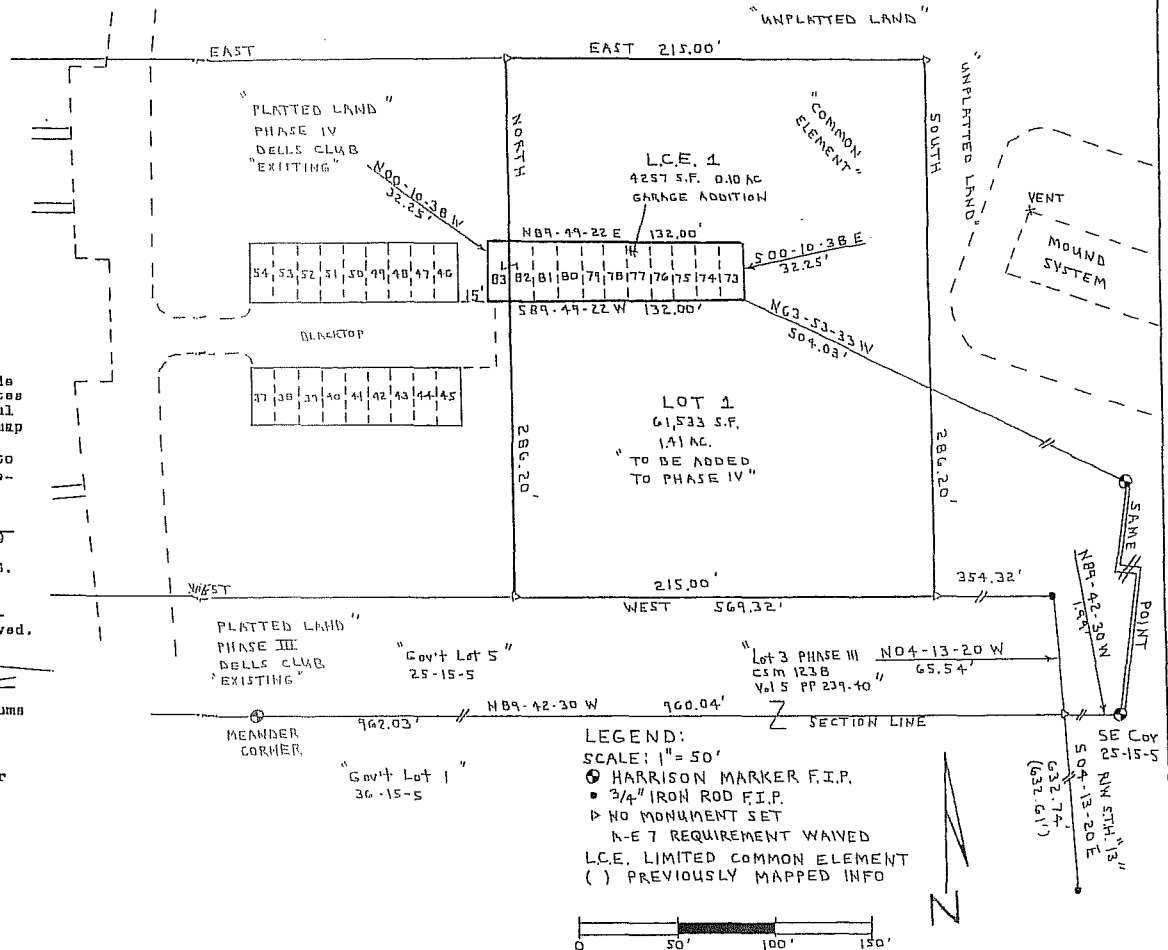 "UNPLATTED LAND"
EAST
EAST 215.00'
"PLATTED LAND"
PHASE IV
DELLS CLUB
"EXISTING"
N00-10-38 W
32.25'
NORTH
"COMMON
ELEMENT"
SOUTH
"UNPLATTED LAND"
L.C.E. 1
4257 S.F. 0.10 AC
GARAGE ADDITION
VENT
MOUND
SYSTEM
N89-49-22 E 132.00'
S00-10-38 E
32.25'
54 53 52 51 50 49 48 47 46
15'
83 82 81 80 79 78 77 76 75 74 73
S89-49-22 W 132.00'
N63-53-33 W
504.03'
BLACKTOP
37 38 39 40 41 42 43 44 45
LOT 1
61,533 S.F.
1.41 AC.
"TO BE ADDED
TO PHASE IV"
286.20'
286.20'
SAME
POINT
N89-42-30 W
1.99'
WEST
215.00'
WEST 569.32'
354.32'
PLATTED LAND"
PHASE III
DELLS CLUB
"EXISTING"
"Gov't Lot 5"
25-15-5
"Lot 3 PHASE III
CSM 1238
Vol 5 PP 239-40"
N04-13-20 W
65.54'
MEANDER
CORNER
962.03'
N89-42-30 W 960.04'
SECTION LINE
SE Cor
25-15-5
"Gov't Lot 1"
36-15-5
R/W S.T.H. "13"
S04-13-20 E
632.74'
(632.61')
LEGEND:
SCALE: 1" = 50'
HARRISON MARKER F.I.P.
3/4" IRON ROD F.I.P.
NO MONUMENT SET
A-E 7 REQUIREMENT WAIVED
L.C.E. LIMITED COMMON ELEMENT
( ) PREVIOUSLY MAPPED INFO
N
0 50' 100' 150'